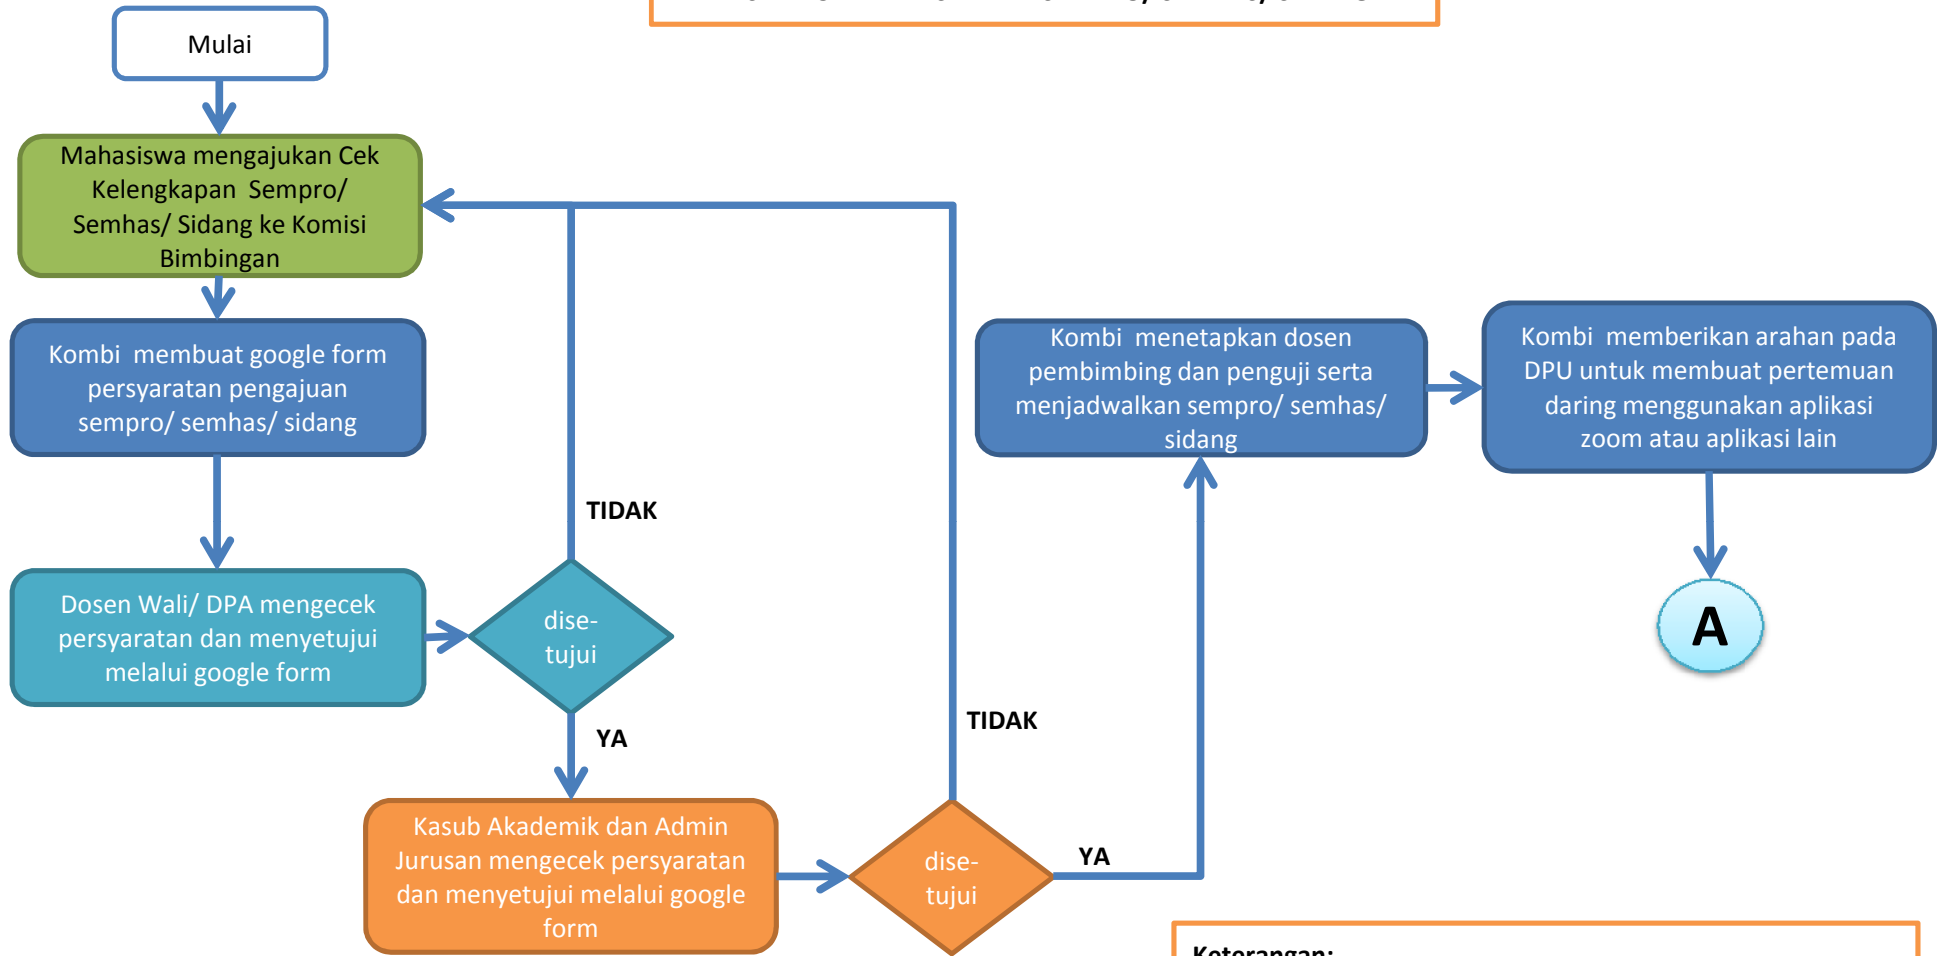 Mulai
Mahasiswa mengajukan Cek
Kelengkapan Sempro/
Semhas/ Sidang ke Komisi
Bimbingan
Kombi membuat google form
persyaratan pengajuan
sempro/ semhas/ sidang
Dosen Wali/ DPA mengecek
persyaratan dan menyetujui
melalui google form
dise-
tujui
TIDAK
YA
Kasub Akademik dan Admin
Jurusan mengecek persyaratan
dan menyetujui melalui google
form
dise-
tujui
TIDAK
YA
Kombi menetapkan dosen
pembimbing dan penguji serta
menjadwalkan sempro/ semhas/
sidang
Kombi memberikan arahan pada
DPU untuk membuat pertemuan
daring menggunakan aplikasi
zoom atau aplikasi lain
A
Keterangan: